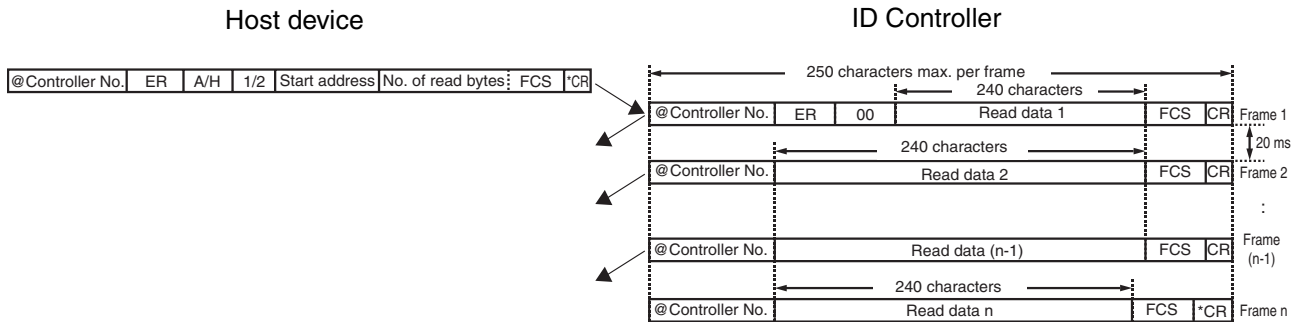 Host device
ID Controller
@Controller No. ER A/H 1/2 Start address No. of read bytes FCS *CR
250 characters max. per frame
240 characters
@Controller No. ER 00 Read data 1 FCS CR Frame 1
20 ms
240 characters
@Controller No. Read data 2 FCS CR Frame 2
:
@Controller No. Read data (n-1) FCS CR Frame
(n-1)
240 characters
@Controller No. Read data n FCS *CR Frame n